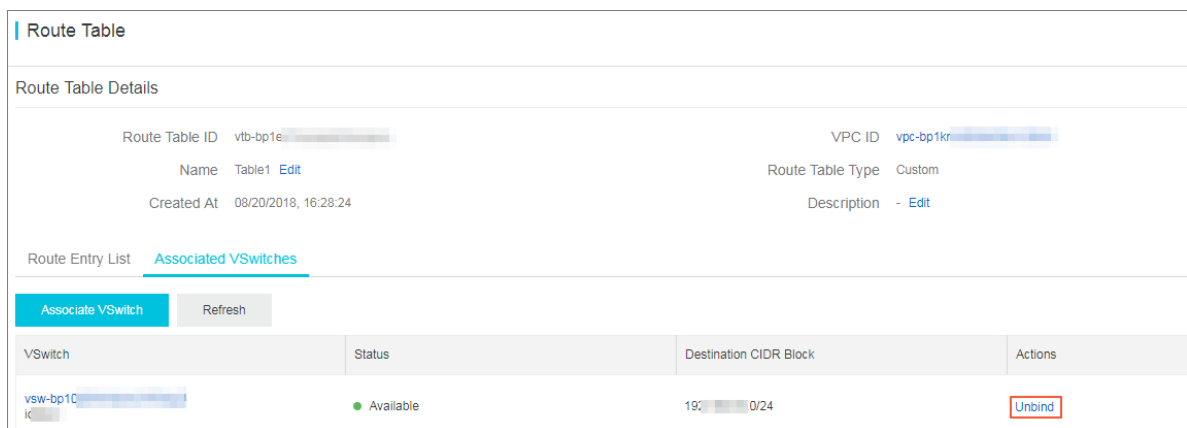 Route Table
Route Table Details
Route Table ID vtb-bp1e VPC ID vpc-bp1kr
Name Table1 Edit Route Table Type Custom
Created At 08/20/2018, 16:28:24 Description - Edit
Route Entry List Associated VSwitches
Associate VSwitch Refresh
VSwitch Status Destination CIDR Block Actions
vsw-bp10 Available 192 0/24 Unbind